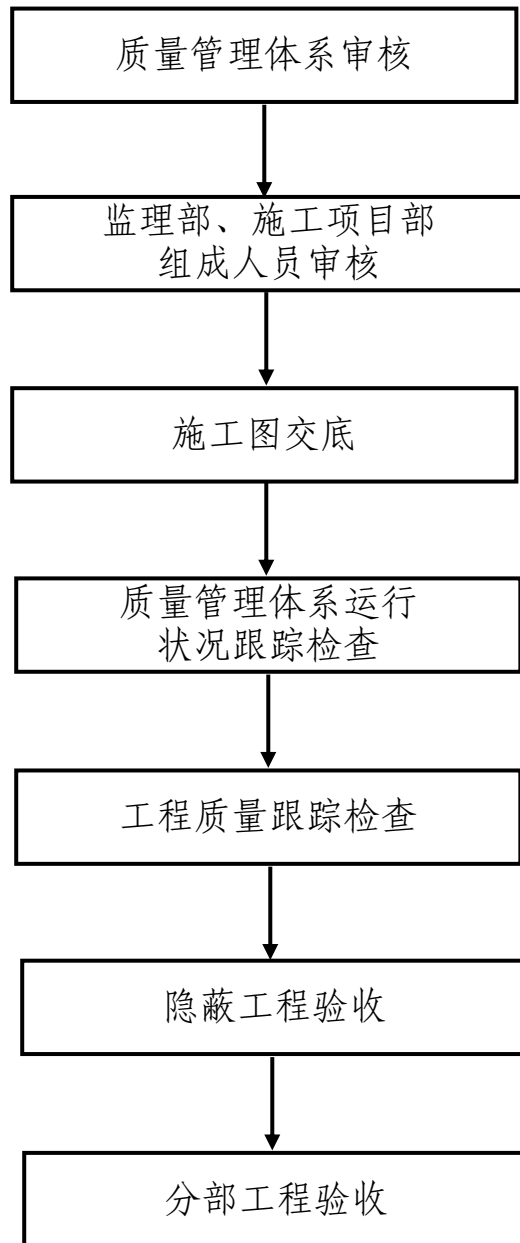 质量管理体系审核
监理部、施工项目部
组成人员审核
施工图交底
质量管理体系运行
状况跟踪检查
工程质量跟踪检查
隐蔽工程验收
分部工程验收